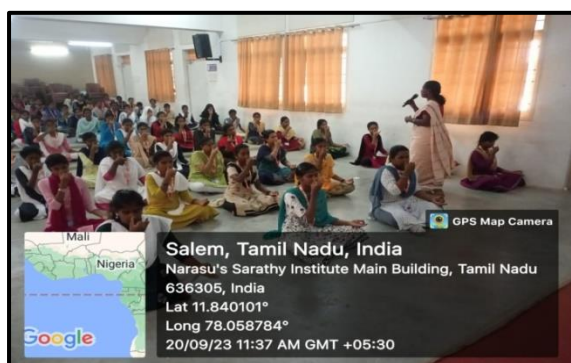 GPS Map Camera
Mali
Nigeria
Google
Salem, Tamil Nadu, India
Narasu's Sarathy Institute Main Building, Tamil Nadu
636305, India
Lat 11.840101°
Long 78.058784°
20/09/23 11:37 AM GMT +05:30